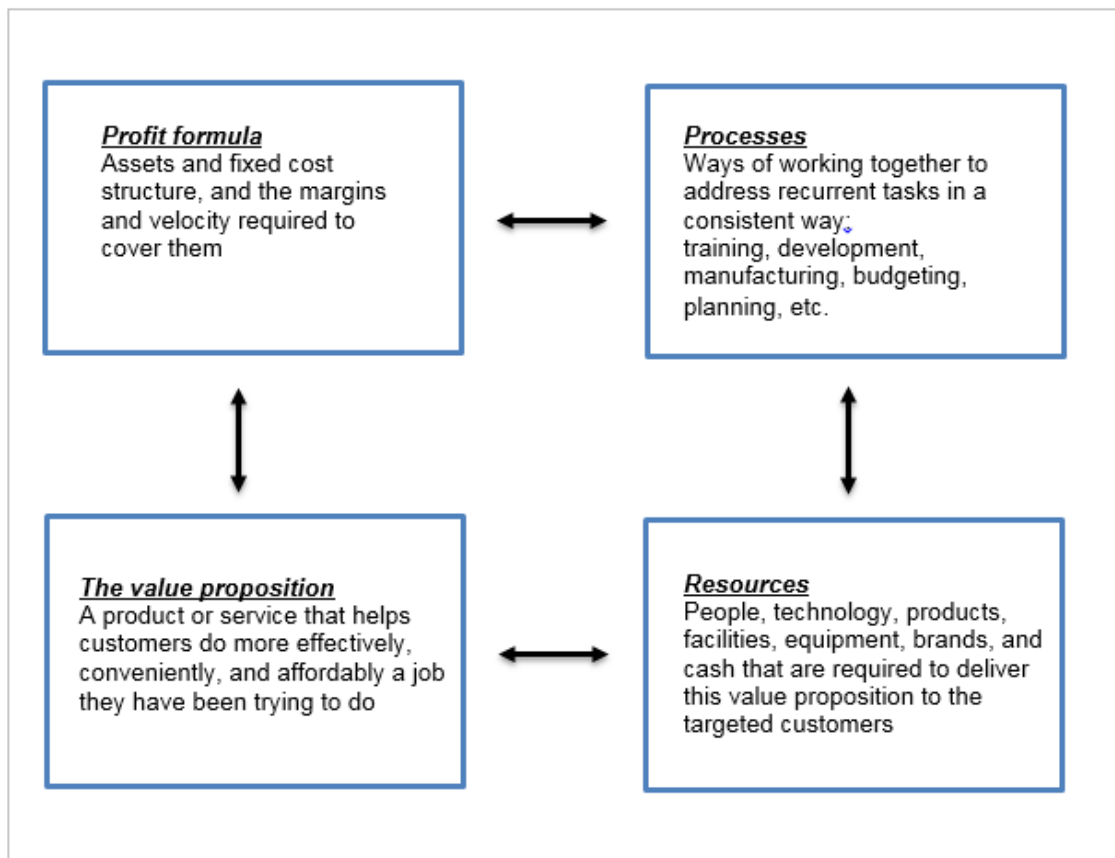 Profit formula
Assets and fixed cost
structure, and the margins
and velocity required to
cover them
Processes
Ways of working together to
address recurrent tasks in a
consistent way;
training, development,
manufacturing, budgeting,
planning, etc.
The value proposition
A product or service that helps
customers do more effectively,
conveniently, and affordably a job
they have been trying to do
Resources
People, technology, products,
facilities, equipment, brands, and
cash that are required to deliver
this value proposition to the
targeted customers